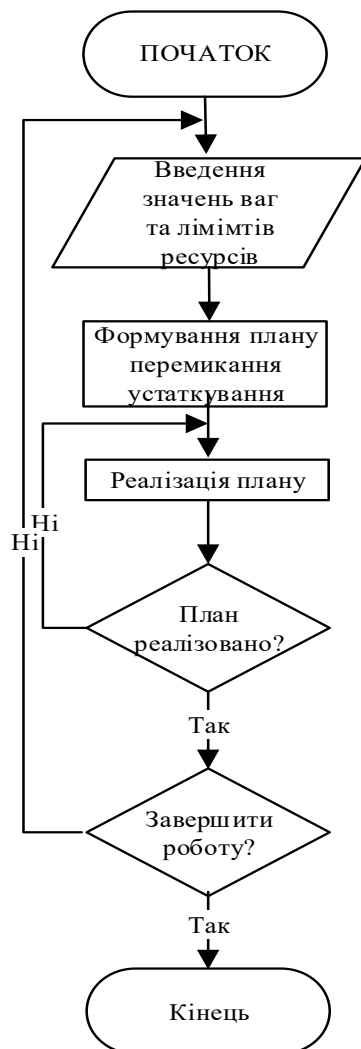 ПОЧАТОК
Введення
значень ваг
та лімімтів
ресурсів
Формування плану
перемикання
устаткування
Реалізація плану
Ні
Ні
План
реалізовано?
Так
Завершити
роботу?
Так
Кінець